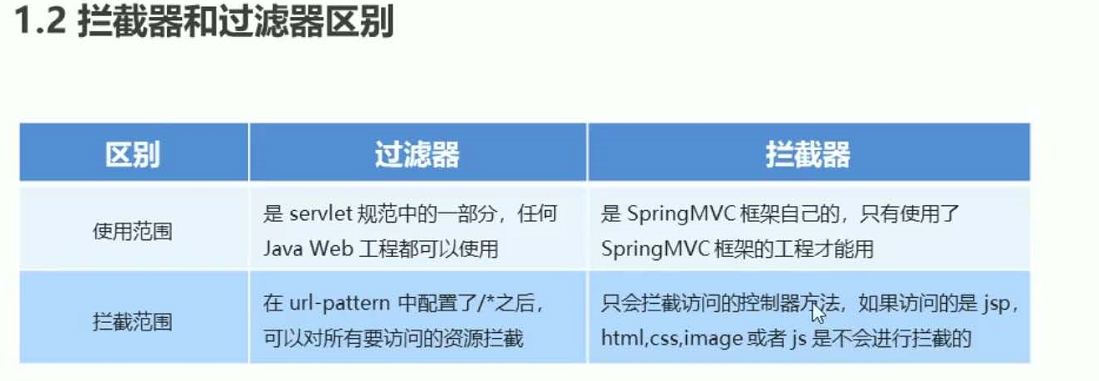 1.2 拦截器和过滤器区别
区别
过滤器
拦截器
使用范围
是 servlet 规范中的一部分，任何
Java Web 工程都可以使用
是 SpringMVC 框架自己的，只有使用了
SpringMVC 框架的工程才能用
拦截范围
在 url-pattern 中配置了/*之后，
可以对所有要访问的资源拦截
只会拦截访问的控制器方法，如果访问的是 jsp，
html,css,image 或者 js 是不会进行拦截的